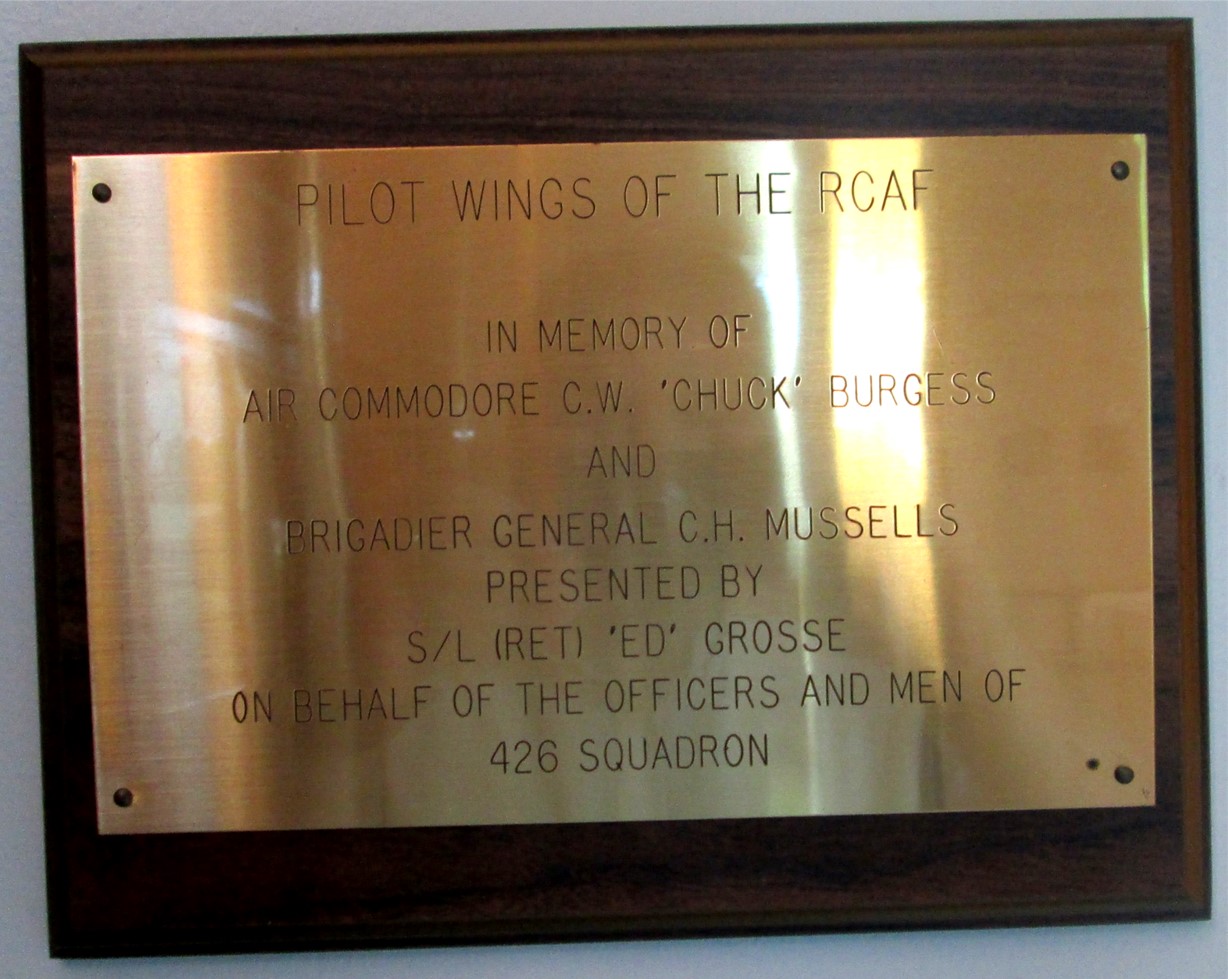 PILOT WINGS OF THE RCAF
IN MEMORY OF
AIR COMMODORE C.W. 'CHUCK' BURGESS
AND
BRIGADIER GENERAL C.H. MUSSELLS
PRESENTED BY
S/L (RET) 'ED' GROSSE
ON BEHALF OF THE OFFICERS AND MEN OF
426 SQUADRON